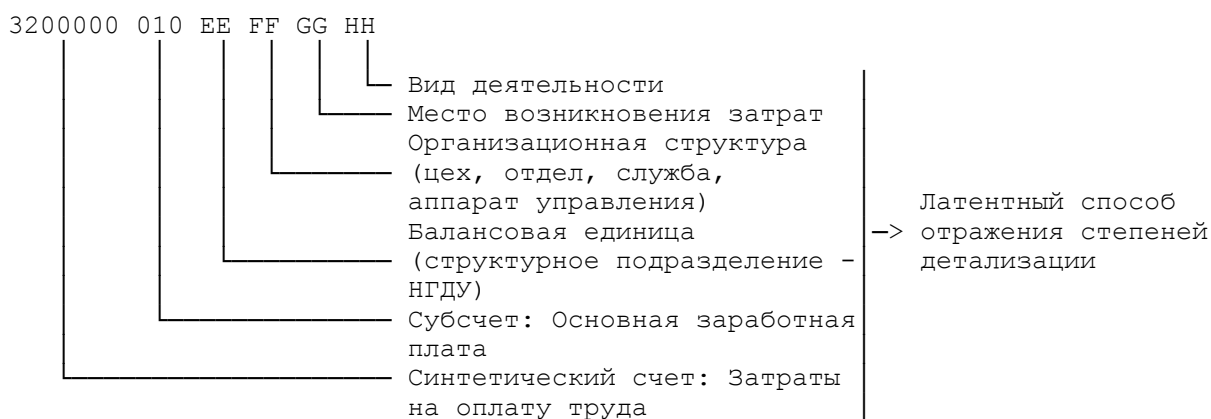 3200000 010 EE FF GG HH
Вид деятельности
Место возникновения затрат
Организационная структура
(цех, отдел, служба,
аппарат управления)
Балансовая единица
(структурное подразделение -
НГДУ)
Субсчет: Основная заработная
плата
Синтетический счет: Затраты
на оплату труда
Латентный способ
отражения степеней
детализации